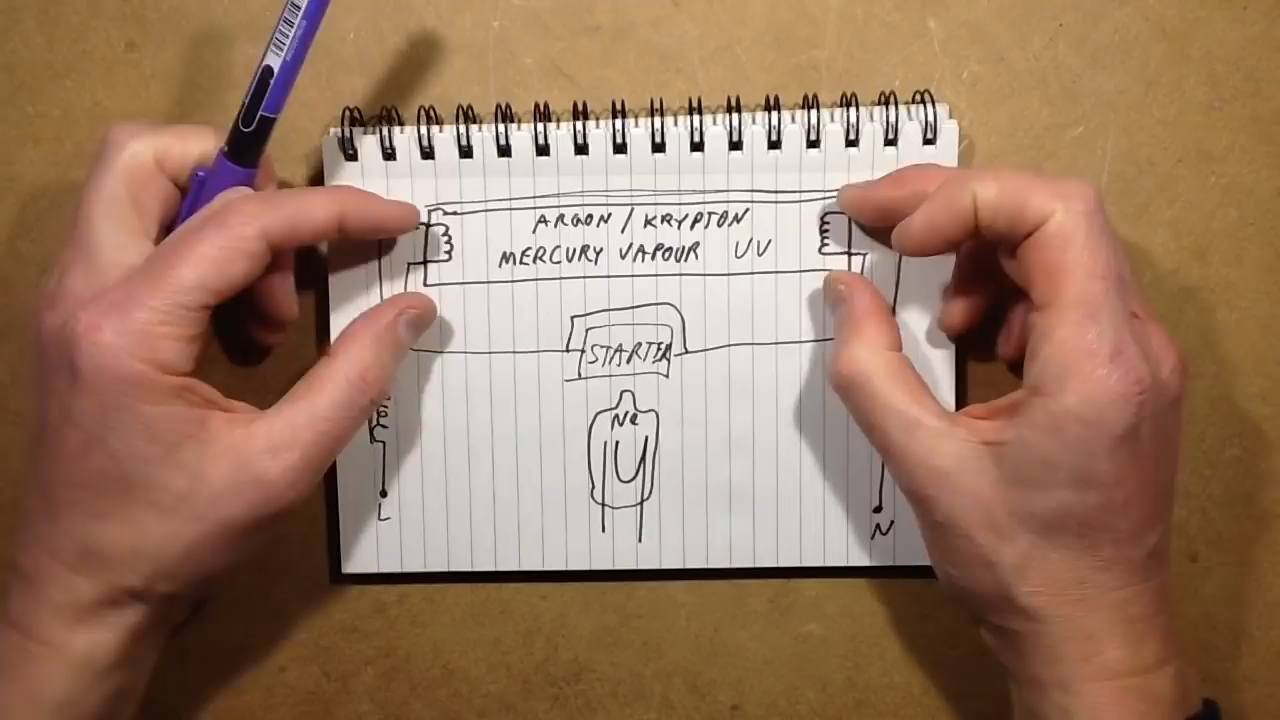 ARGON / KRYPTON
MERCURY VAPOUR UV
STARTER
Ne
L
N